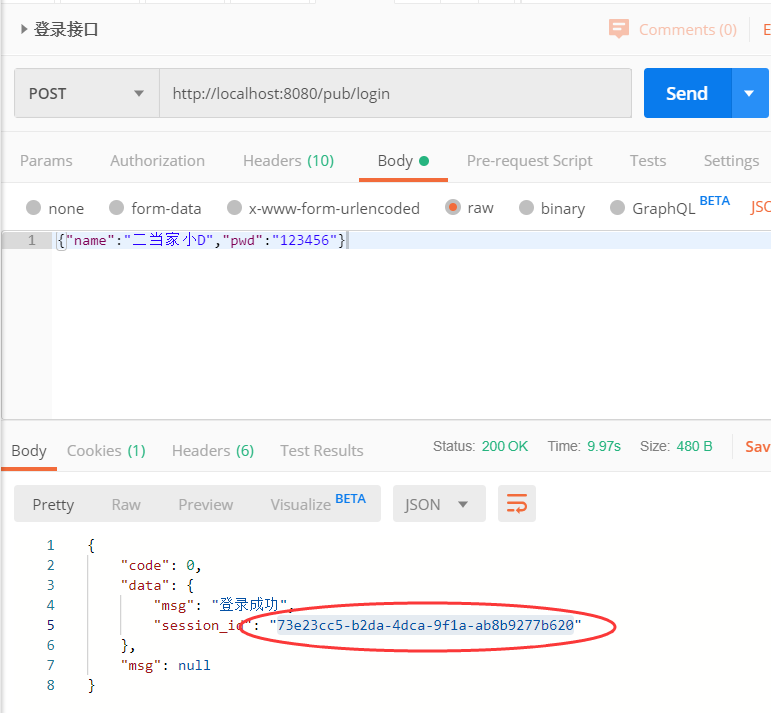 登录接口
Comments (0)
POST
http://localhost:8080/pub/login
Send
Params Authorization Headers (10) Body Pre-request Script Tests Settings
none form-data x-www-form-urlencoded raw binary GraphQL BETA
1 {"name":"二当家小D","pwd":"123456"}
Body Cookies (1) Headers (6) Test Results Status: 200 OK Time: 9.97s Size: 480 B
Pretty Raw Preview Visualize BETA JSON
1 {
2 "code": 0,
3 "data": {
4 "msg": "登录成功",
5 "session_id": "73e23cc5-b2da-4dca-9f1a-ab8b9277b620"
6 },
7 "msg": null
8 }